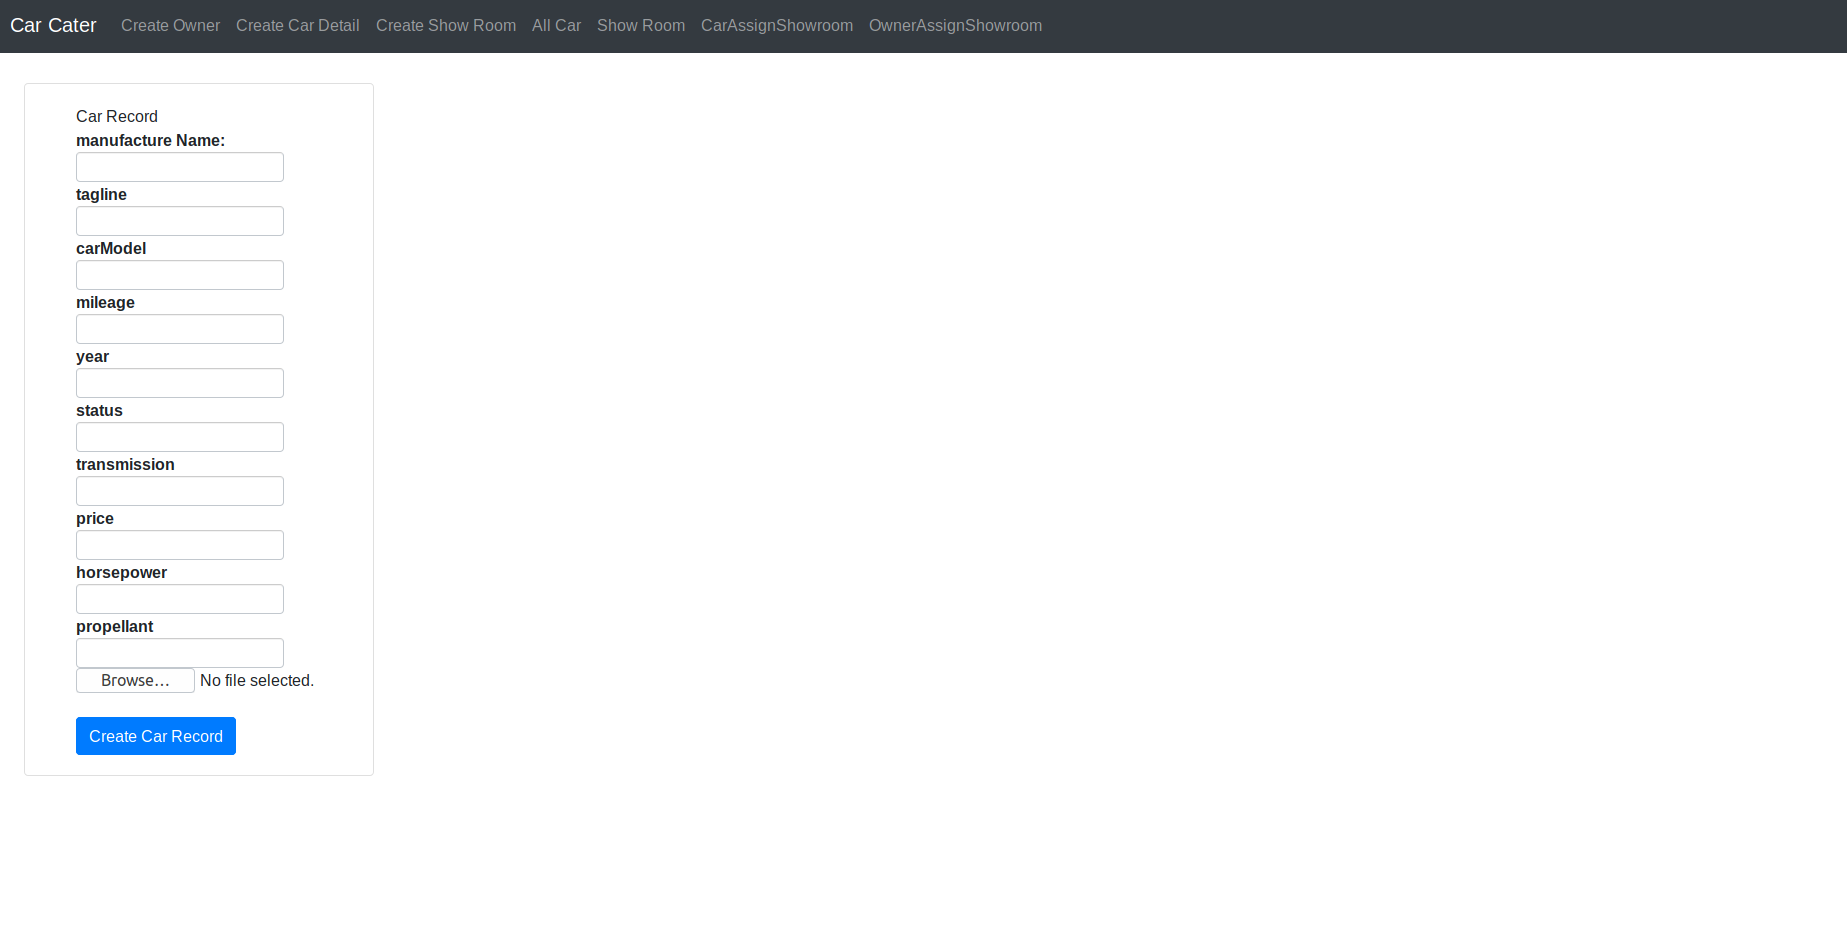 Car Cater Create Owner Create Car Detail Create Show Room All Car Show Room CarAssignShowroom OwnerAssignShowroom
Car Record
manufacture Name:
tagline
carModel
mileage
year
status
transmission
price
horsepower
propellant
Browse... No file selected.
Create Car Record